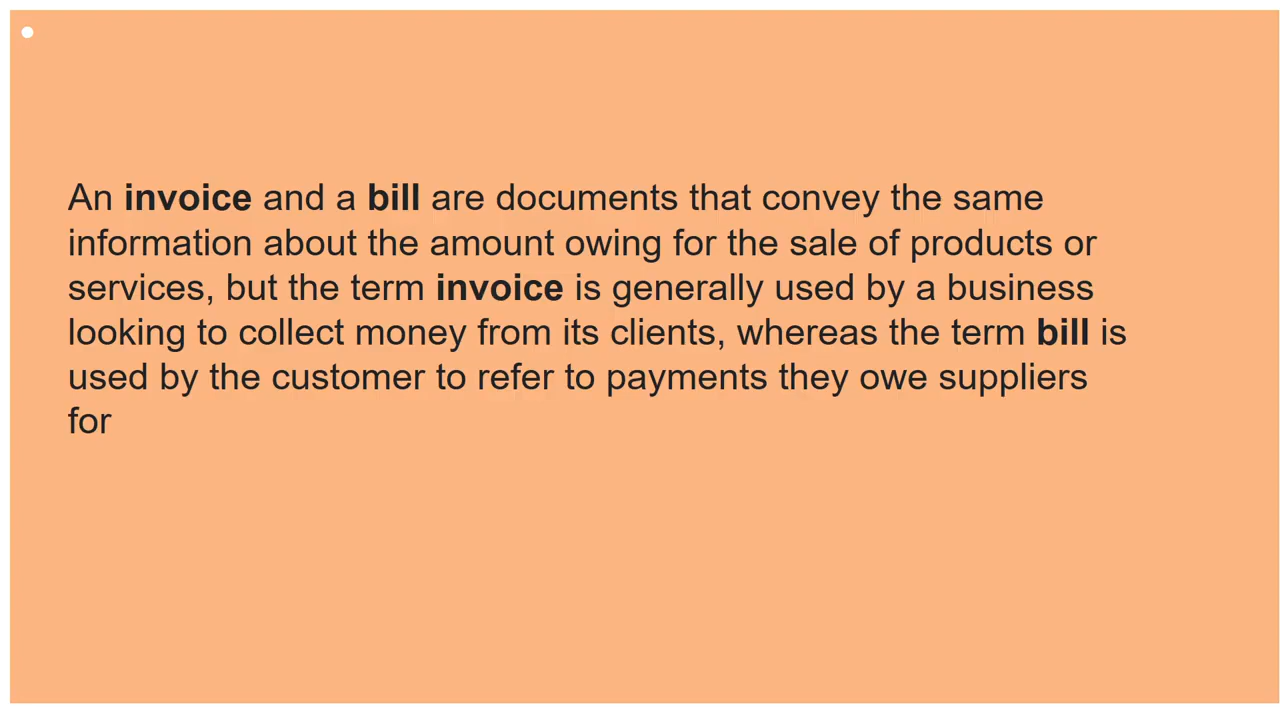 An invoice and a bill are documents that convey the same
information about the amount owing for the sale of products or
services, but the term invoice is generally used by a business
looking to collect money from its clients, whereas the term bill is
used by the customer to refer to payments they owe suppliers
for